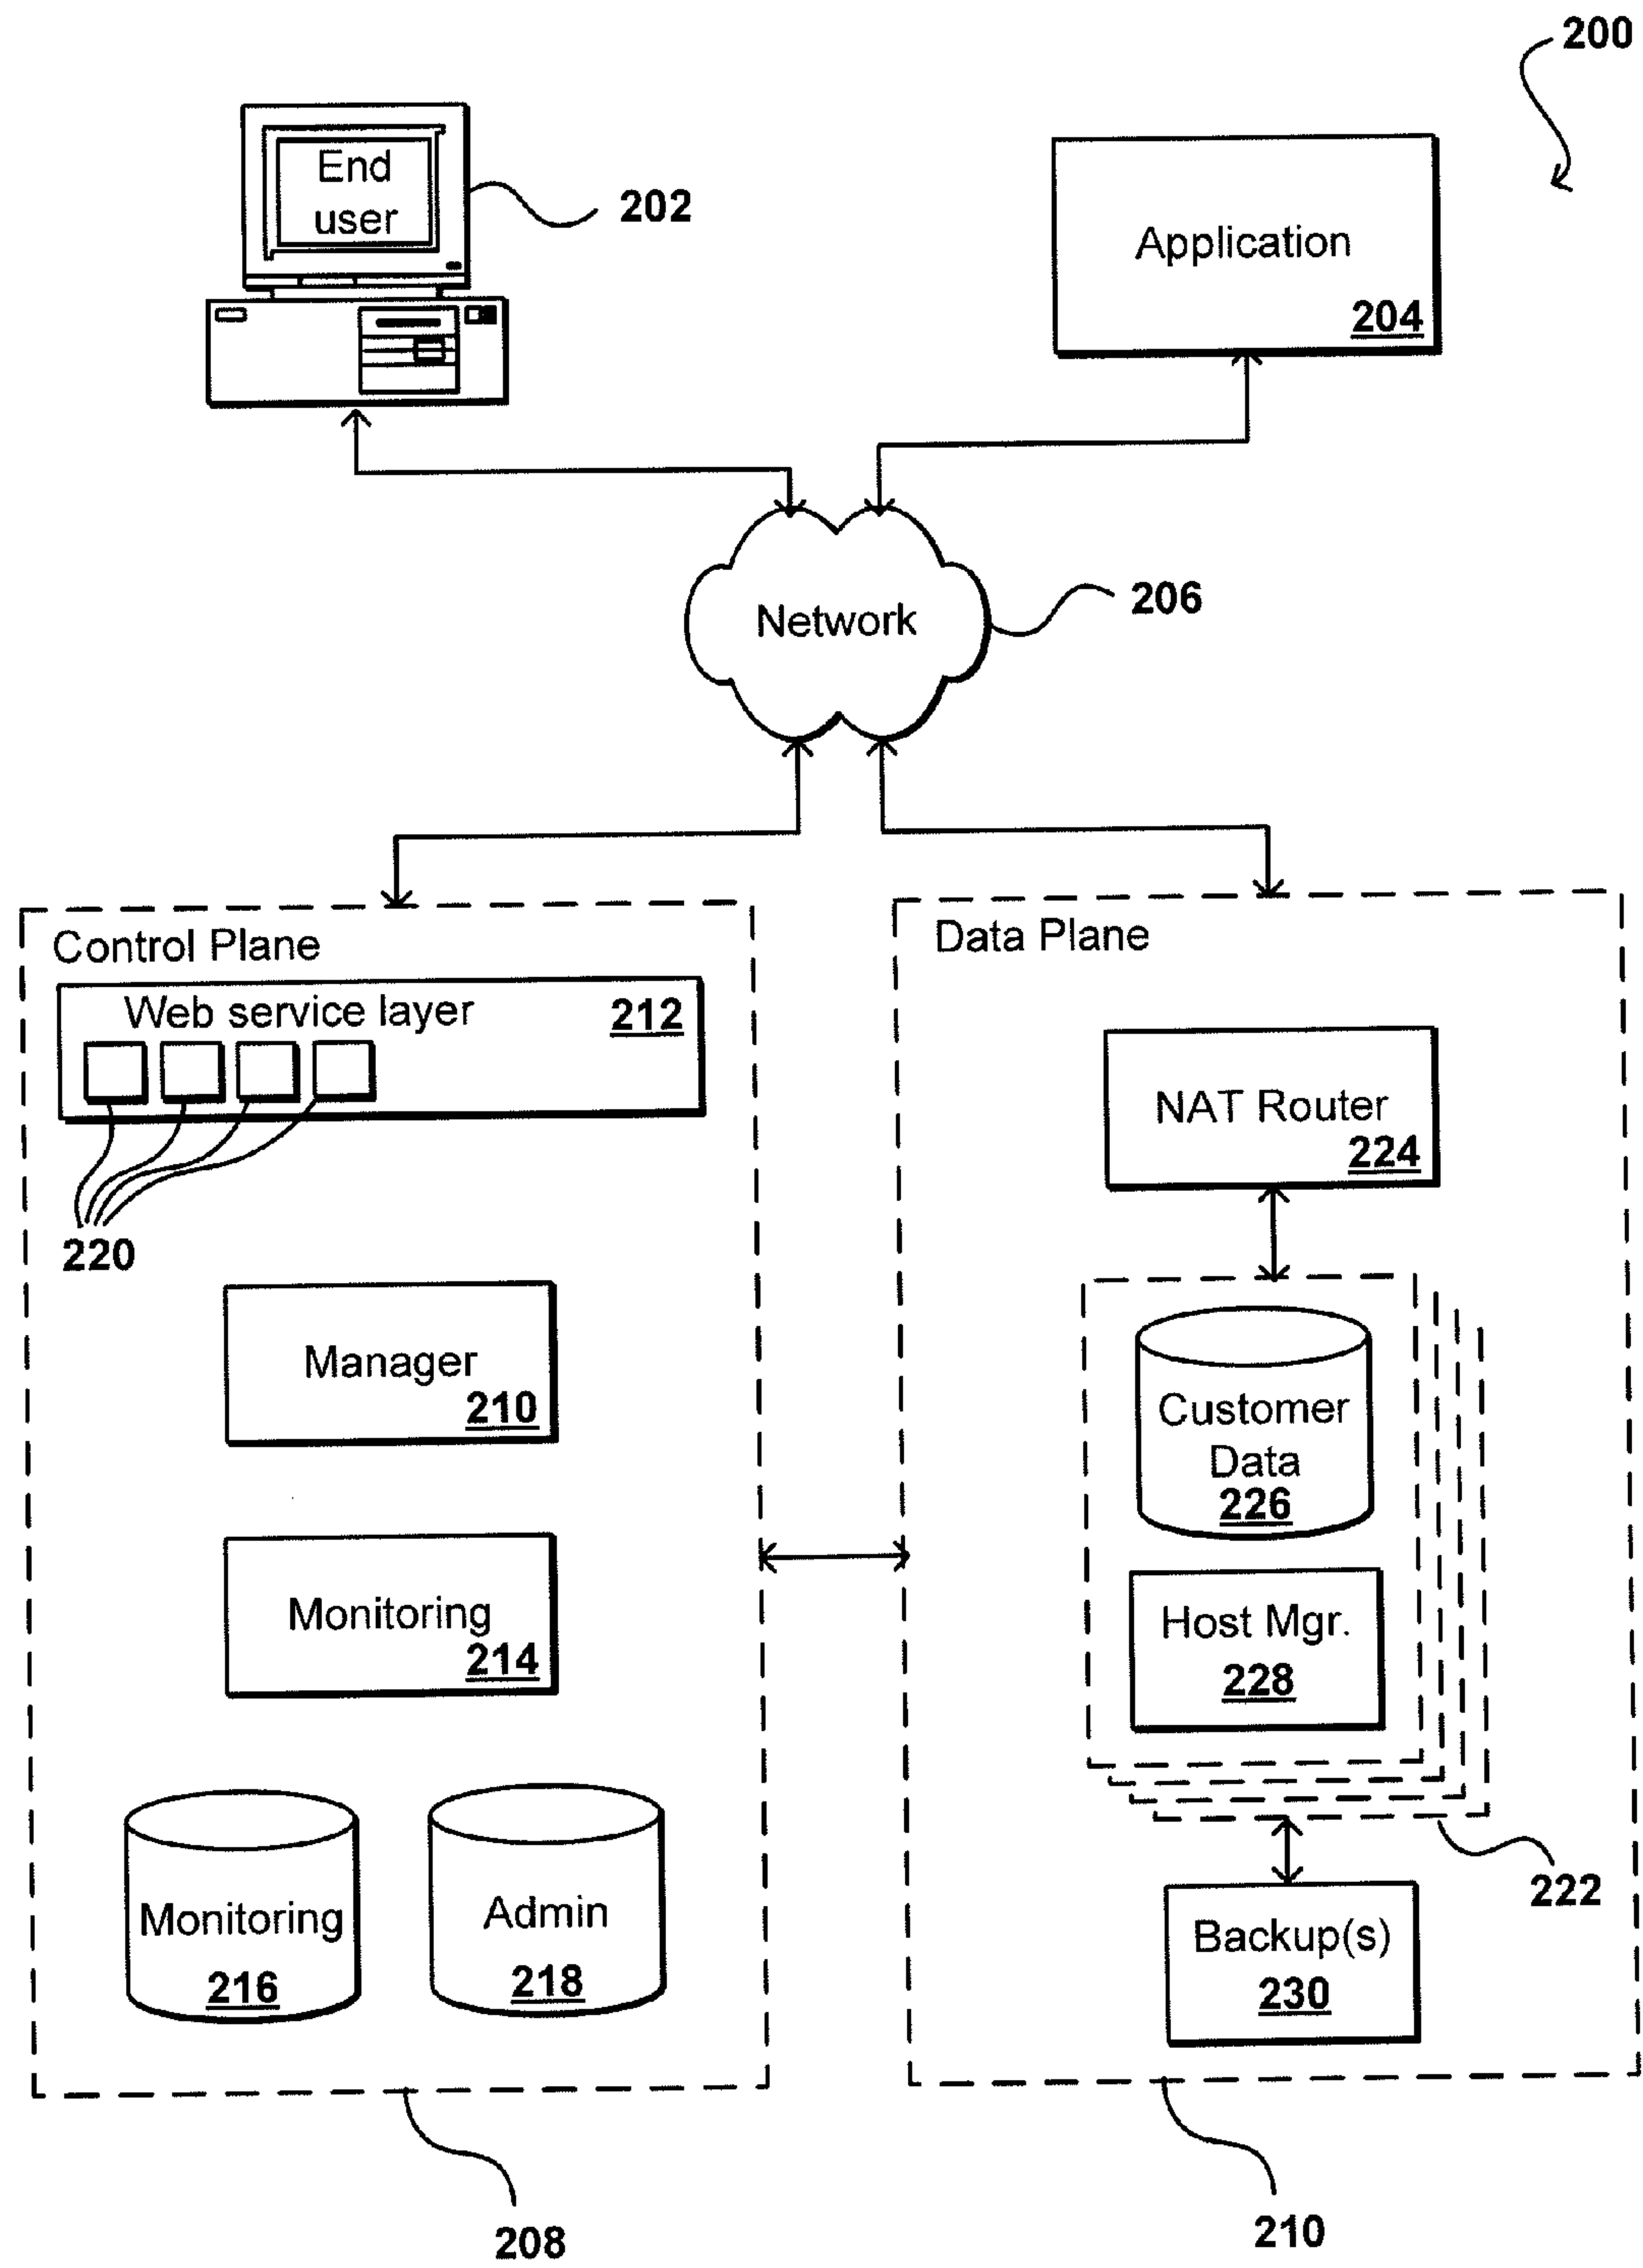 200
End
user
202
Application
204
Network
206
Control Plane
Web service layer
212
220
Manager
210
Monitoring
214
Monitoring
216
Admin
218
208
Data Plane
NAT Router
224
Customer
Data
226
Host Mgr.
228
222
Backup(s)
230
210